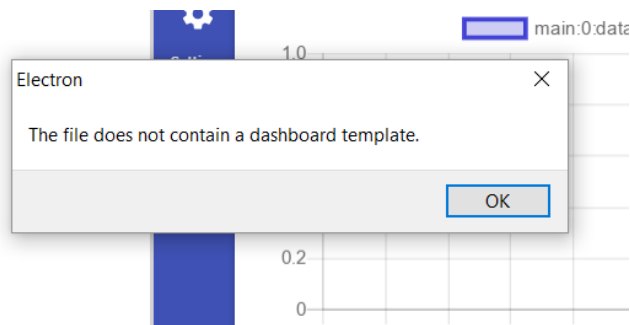 main:0:data
1.0
Electron
The file does not contain a dashboard template.
OK
0.2
0